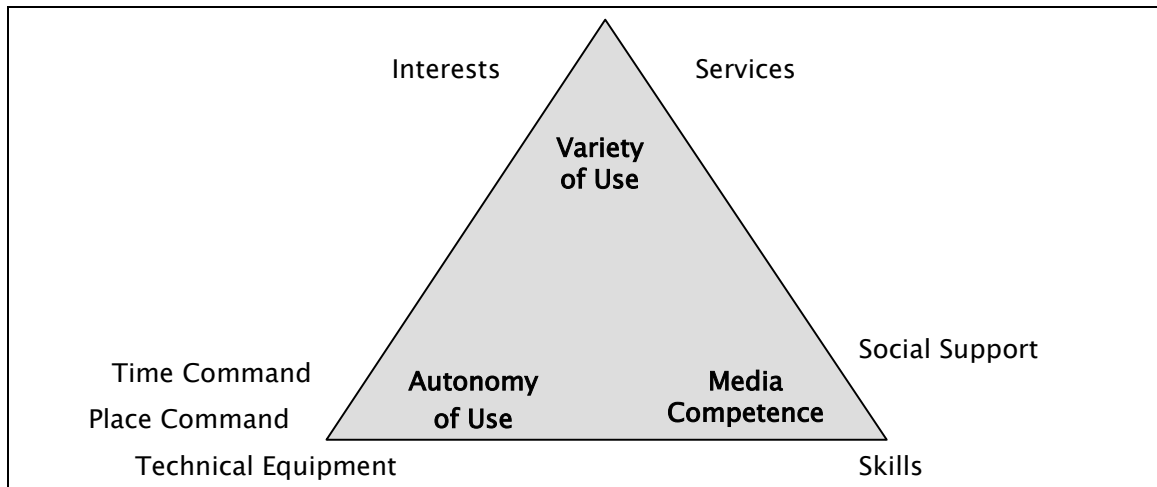 Interests
Services
Variety
of Use
Social Support
Time Command
Autonomy
of Use
Media
Competence
Place Command
Technical Equipment
Skills